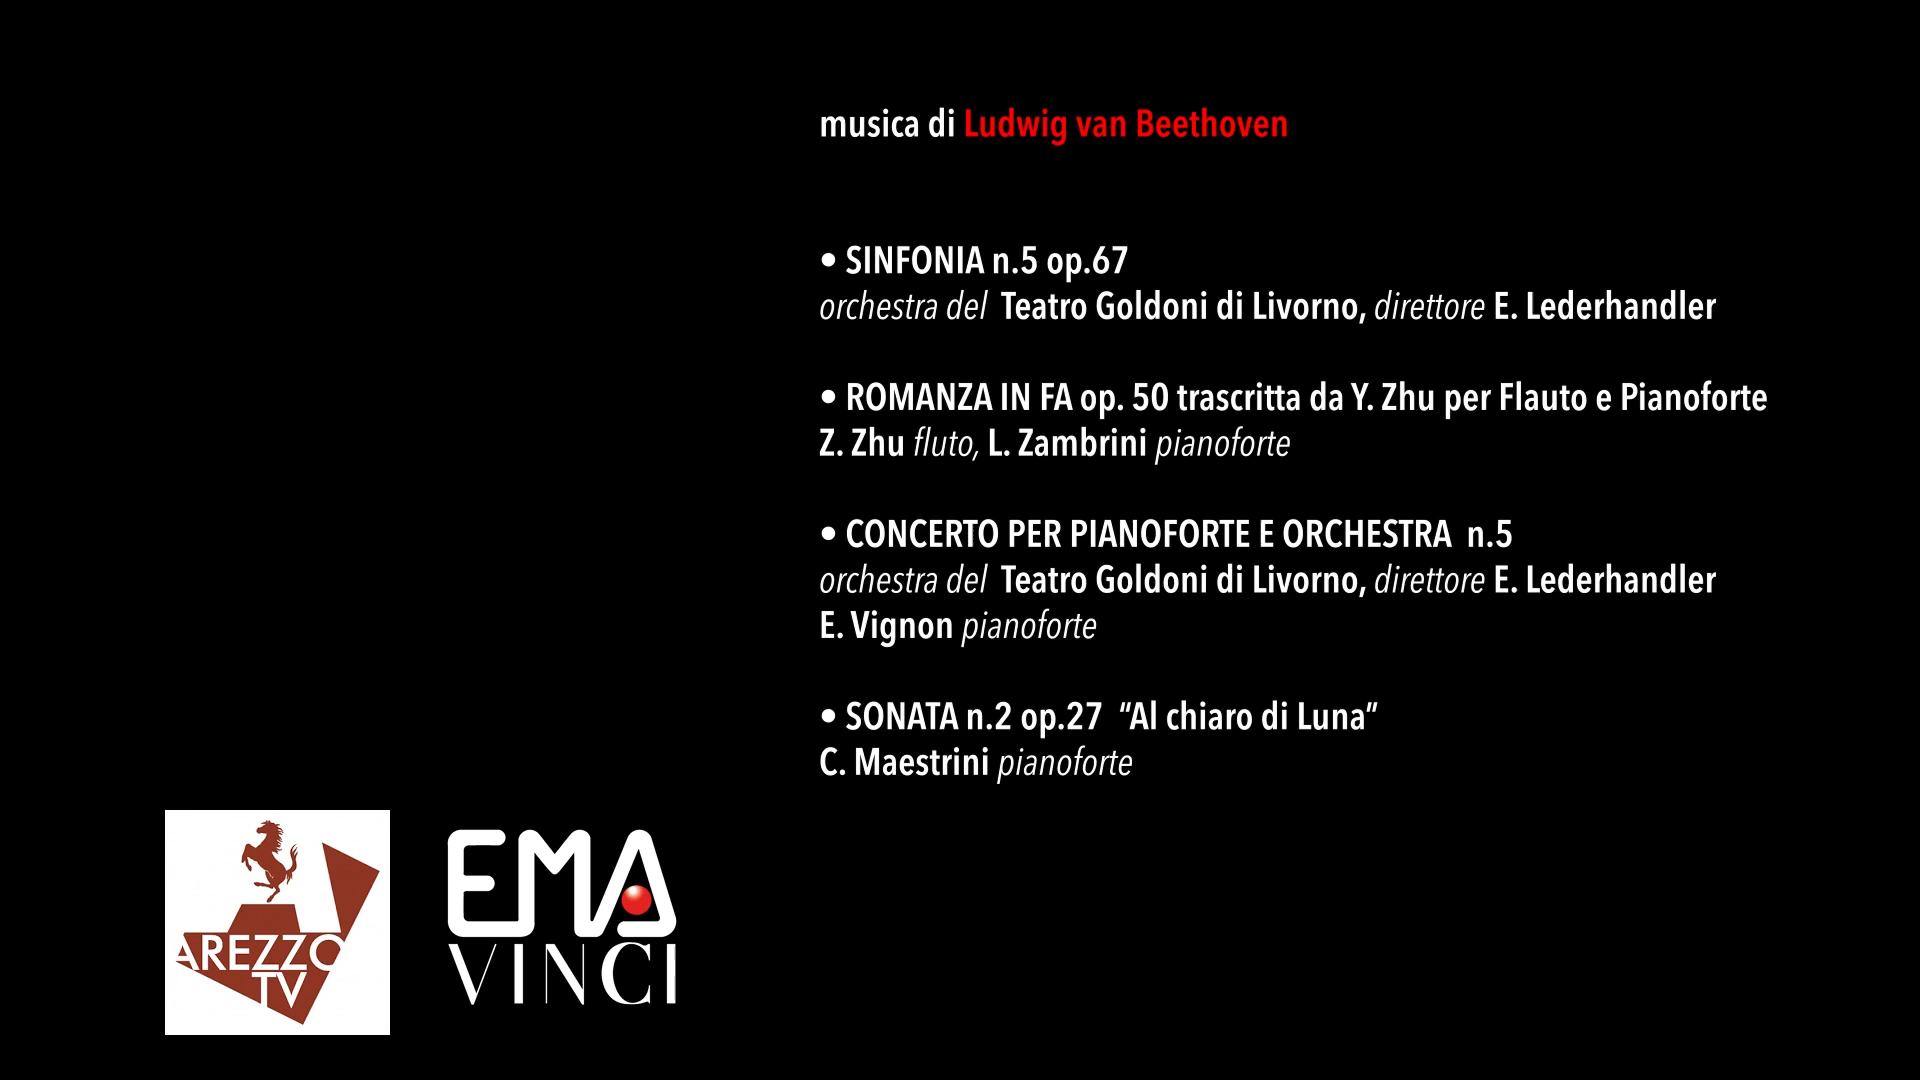 musica di Ludwig van Beethoven
• SINFONIA n.5 op.67
orchestra del Teatro Goldoni di Livorno, direttore E. Lederhandler
• ROMANZA IN FA op. 50 trascritta da Y. Zhu per Flauto e Pianoforte
Z. Zhu fluto, L. Zambrini pianoforte
• CONCERTO PER PIANOFORTE E ORCHESTRA n.5
orchestra del Teatro Goldoni di Livorno, direttore E. Lederhandler
E. Vignon pianoforte
• SONATA n.2 op.27 “Al chiaro di Luna”
C. Maestrini pianoforte
AREZZO
TV
EMA
VINCI